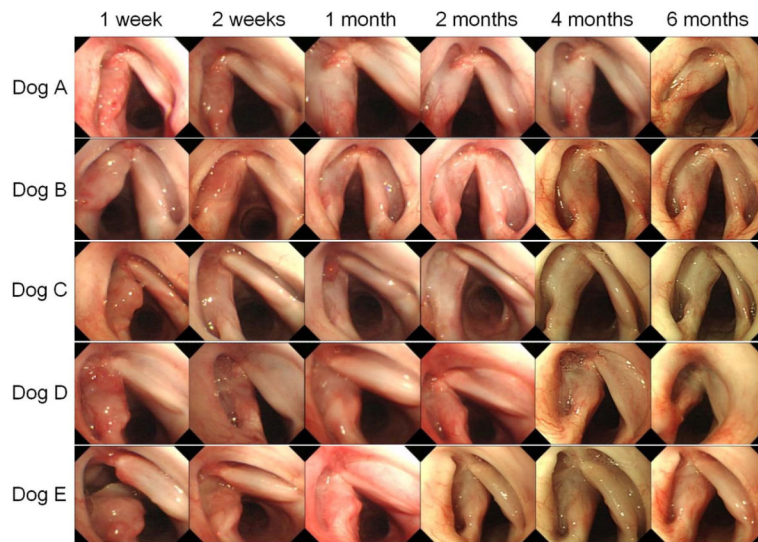 1 week 2 weeks 1 month 2 months 4 months 6 months
Dog A
Dog B
Dog C
Dog D
Dog E